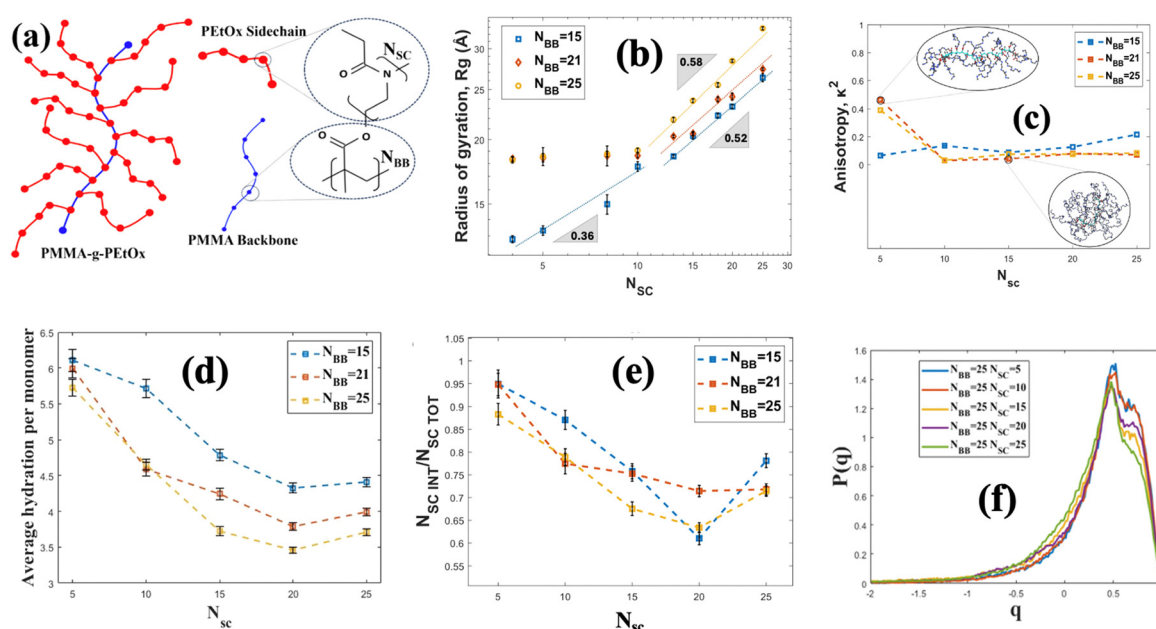 (a)
PEtOx Sidechain
N_SC
O
N
O
O
N_BB
PMMA Backbone
PMMA-g-PEtOx
(b)
Radius of gyration, Rg (Å)
30
20
15
N_BB=15
N_BB=21
N_BB=25
0.58
0.52
0.36
5
10
15
20
25
30
N_SC
(c)
Anisotropy, κ²
1
0.8
0.6
0.4
0.2
0
-0.2
-0.4
-0.6
N_BB=15
N_BB=21
N_BB=25
5
10
15
20
25
N_sc
(d)
Average hydration per monomer
6.5
6
5.5
5
4.5
4
3.5
3
N_BB=15
N_BB=21
N_BB=25
5
10
15
20
25
N_sc
(e)
N_SC INT/N_SC TOT
1.05
1
0.95
0.9
0.85
0.8
0.75
0.7
0.65
0.6
0.55
N_BB=15
N_BB=21
N_BB=25
5
10
15
20
25
N_sc
(f)
P(q)
1.6
1.4
1.2
1
0.8
0.6
0.4
0.2
0
N_BB=25 N_SC=5
N_BB=25 N_SC=10
N_BB=25 N_SC=15
N_BB=25 N_SC=20
N_BB=25 N_SC=25
-2
-1.5
-1
-0.5
0
0.5
q